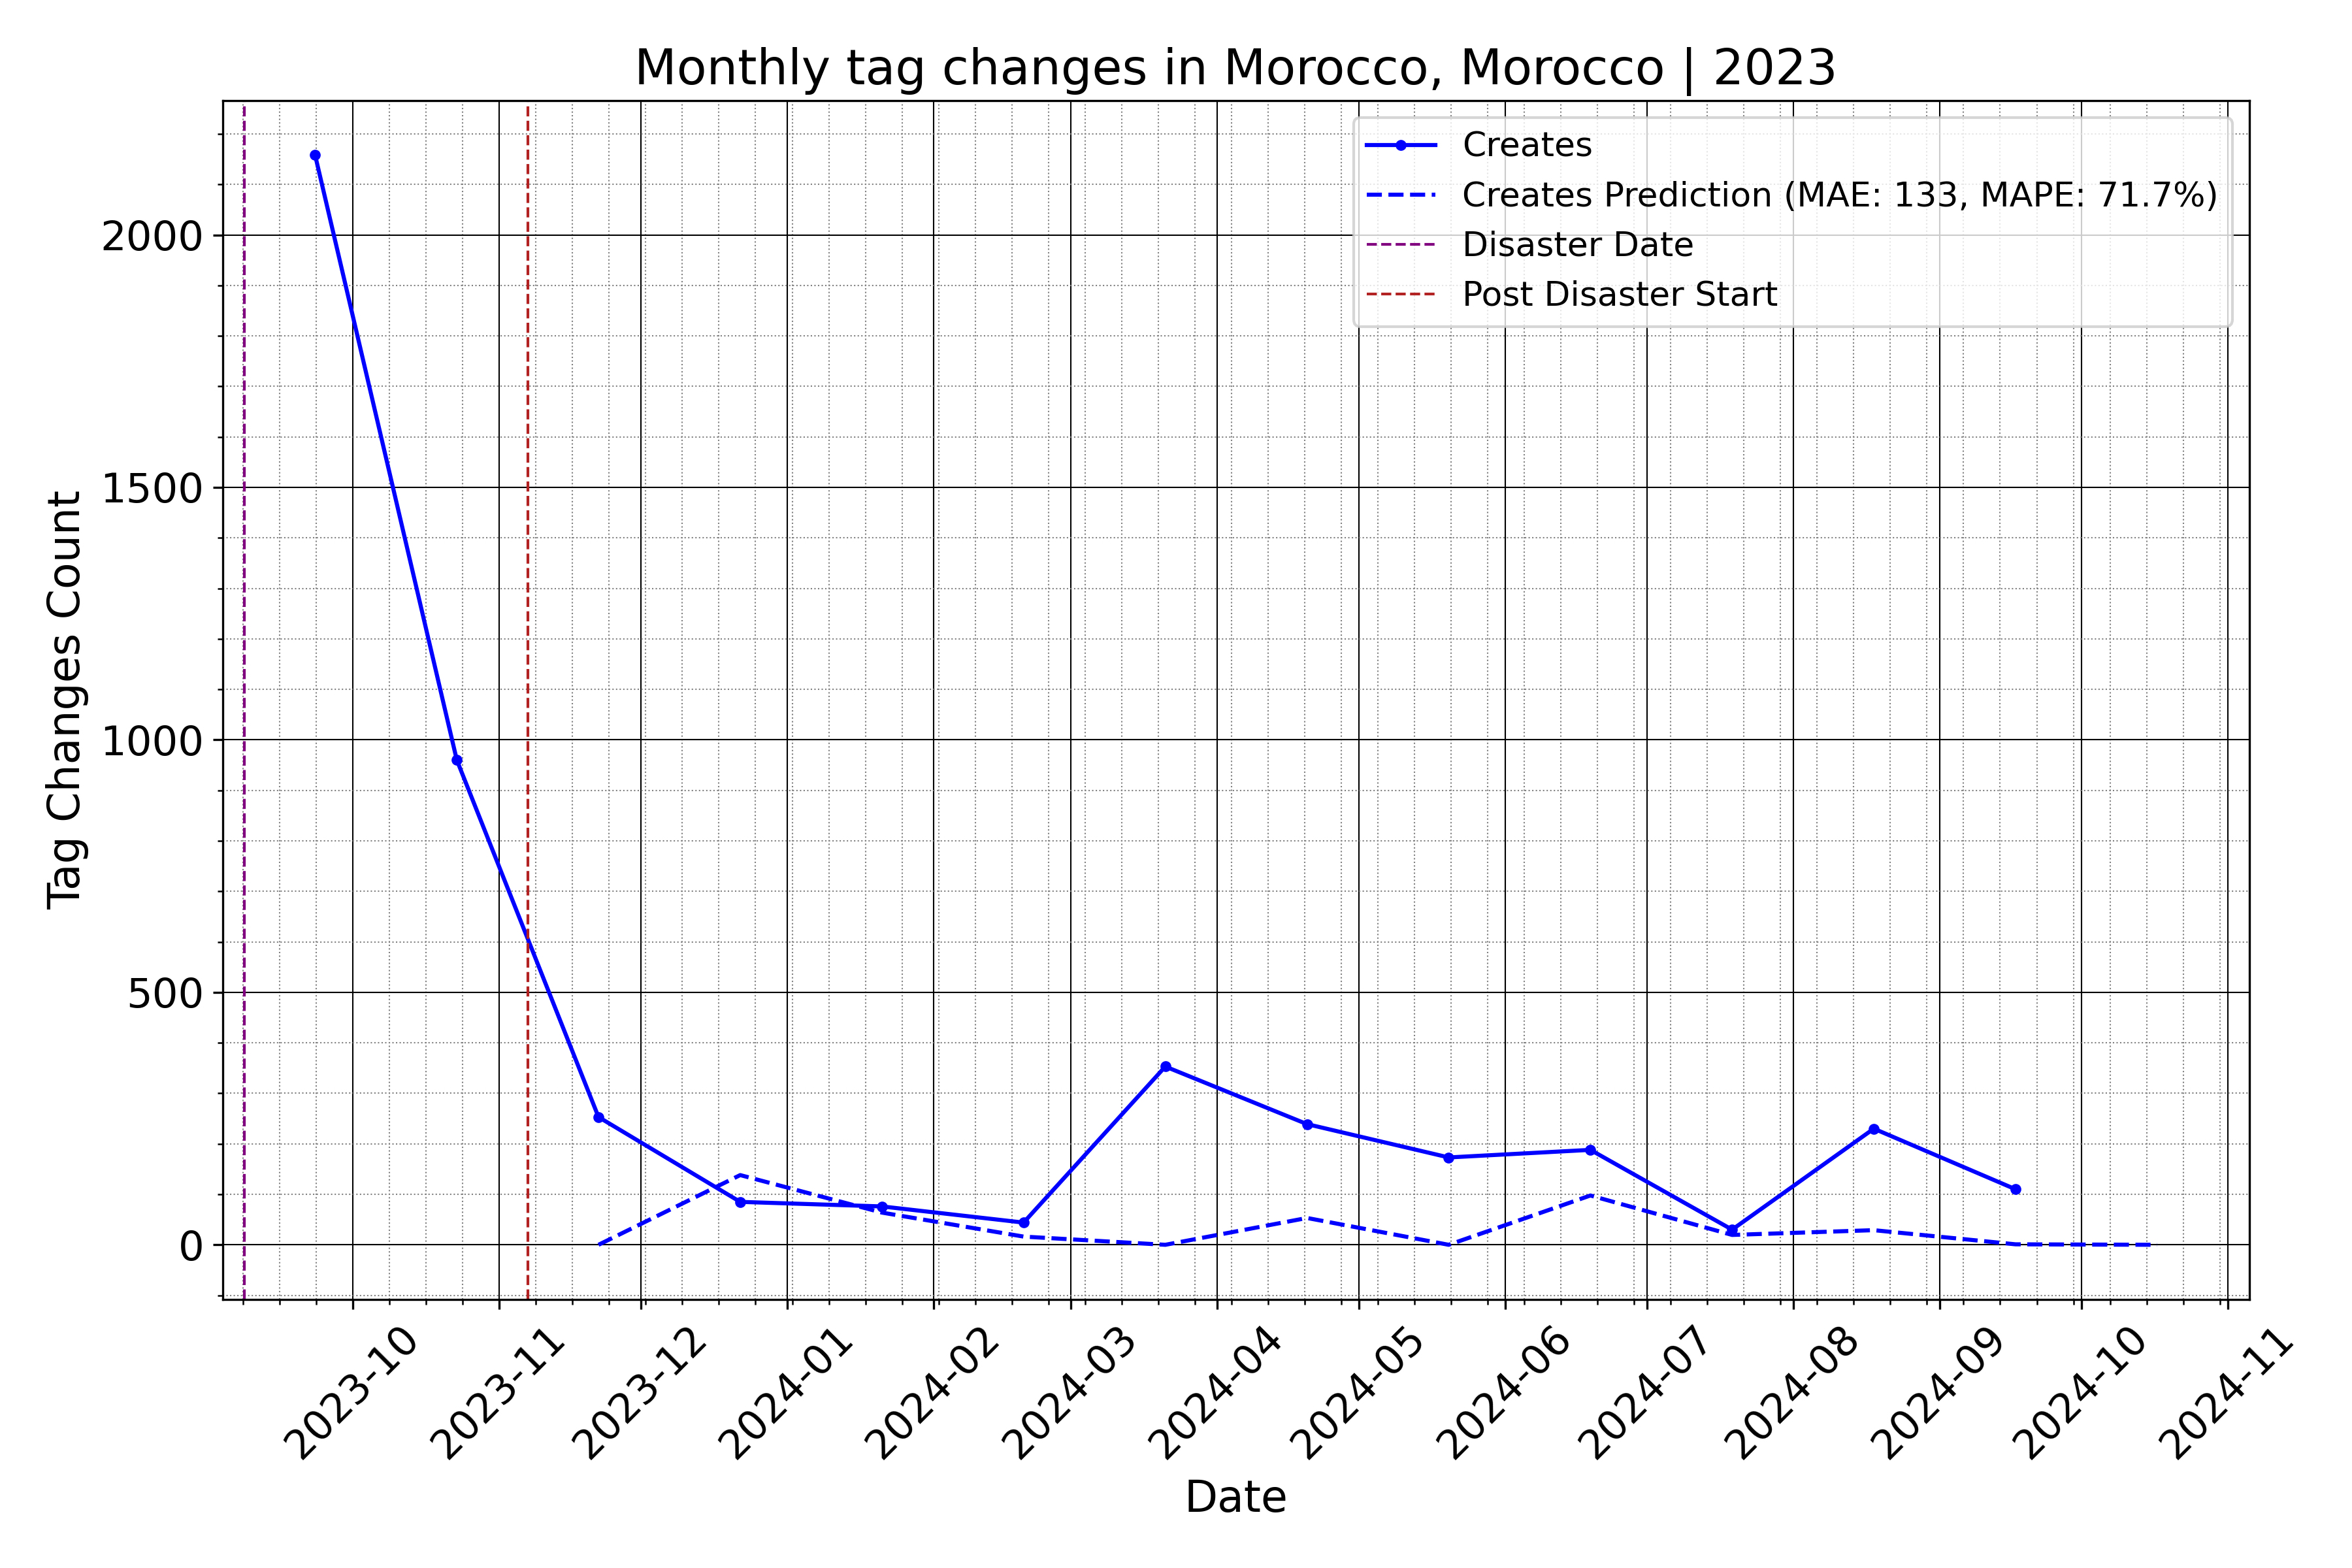 Monthly tag changes in Morocco, Morocco | 2023
Creates
Creates Prediction (MAE: 133, MAPE: 71.7%)
Disaster Date
Post Disaster Start
Tag Changes Count
2000
1500
1000
500
0
2023-10
2023-11
2023-12
2024-01
2024-02
2024-03
2024-04
2024-05
2024-06
2024-07
2024-08
2024-09
2024-10
2024-11
Date